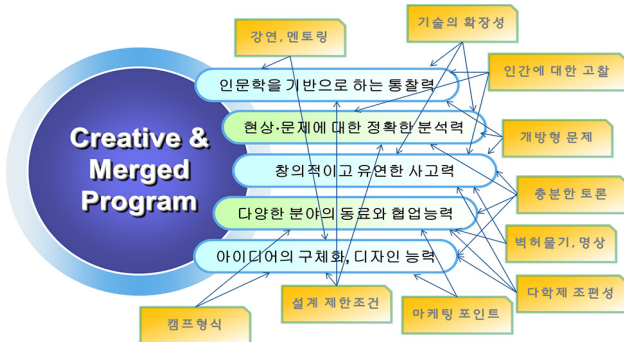 기술의 확장성
강연, 멘토링
인간에 대한 고찰
인문학을 기반으로 하는 통찰력
현상·문제에 대한 정확한 분석력
개방형 문제
Creative &
Merged
Program
창의적이고 유연한 사고력
충분한 토론
다양한 분야의 동료와 협업능력
벽허물기, 명상
아이디어의 구체화, 디자인 능력
다학제 조편성
설계 제한조건
마케팅 포인트
캠프형식